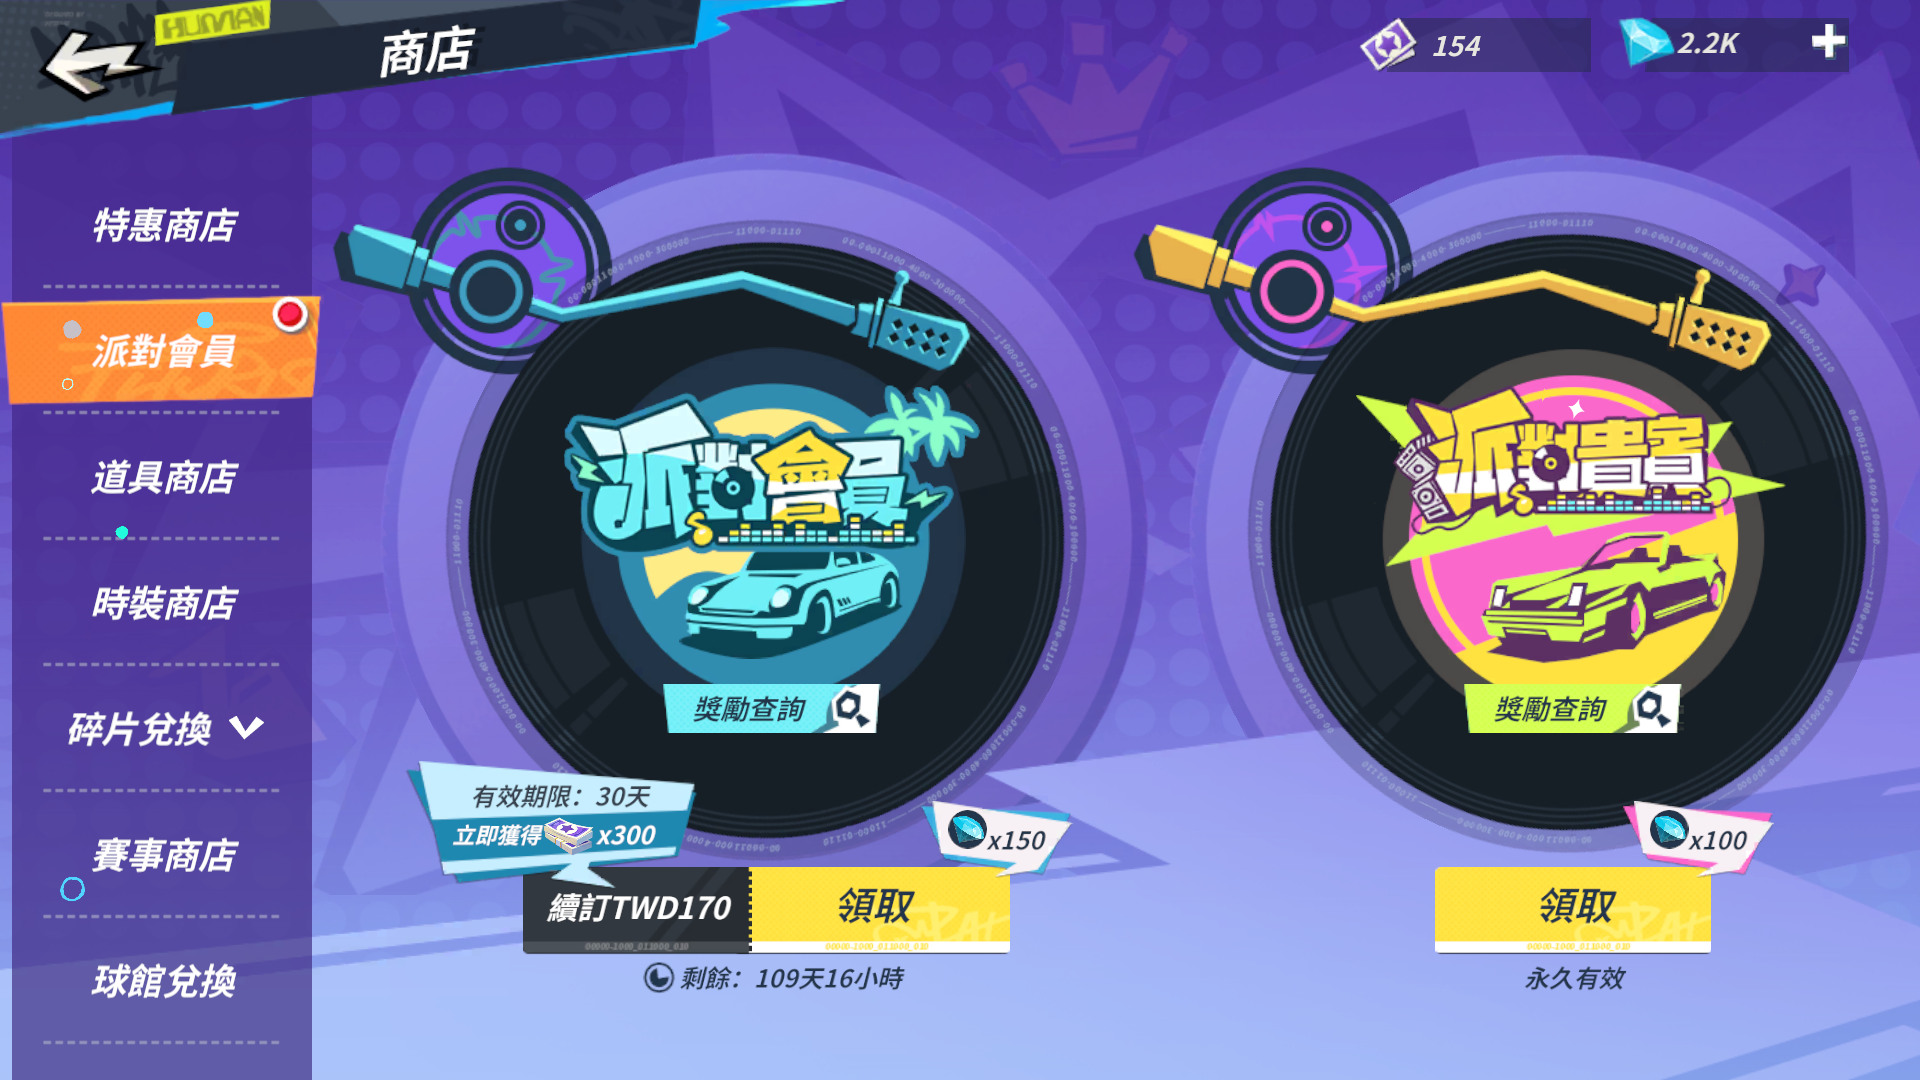 HUMAN
商店
154
2.2K
特惠商店
派對會員
道具商店
時裝商店
碎片兌換
賽事商店
球館兌換
派對會員
獎勵查詢
有效期限：30天
立即獲得 x300
x150
續訂TWD170
領取
剩餘：109天16小時
派對貴賓
獎勵查詢
x100
領取
永久有效